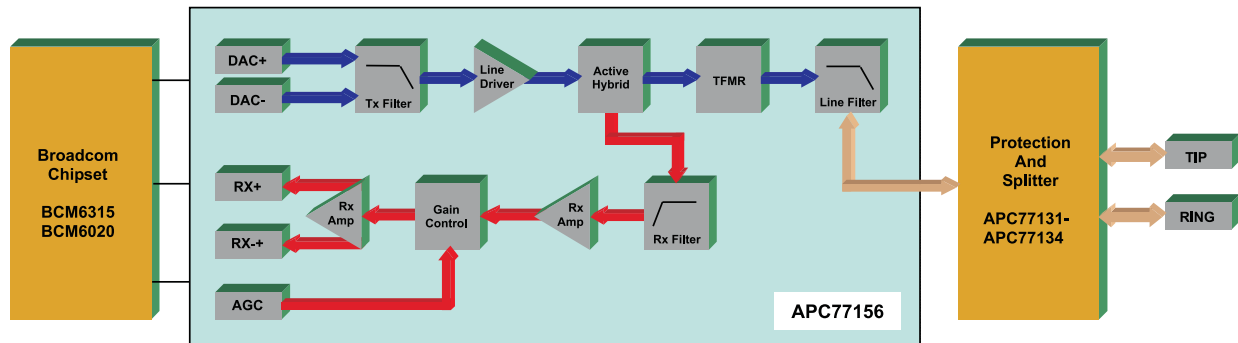 Broadcom
Chipset
BCM6315
BCM6020
DAC+
DAC-
Tx Filter
Line
Driver
Active
Hybrid
TFMR
Line Filter
RX+
RX-+
AGC
Rx
Amp
Gain
Control
Rx
Amp
Rx Filter
APC77156
Protection
And
Splitter
APC77131-
APC77134
TIP
RING